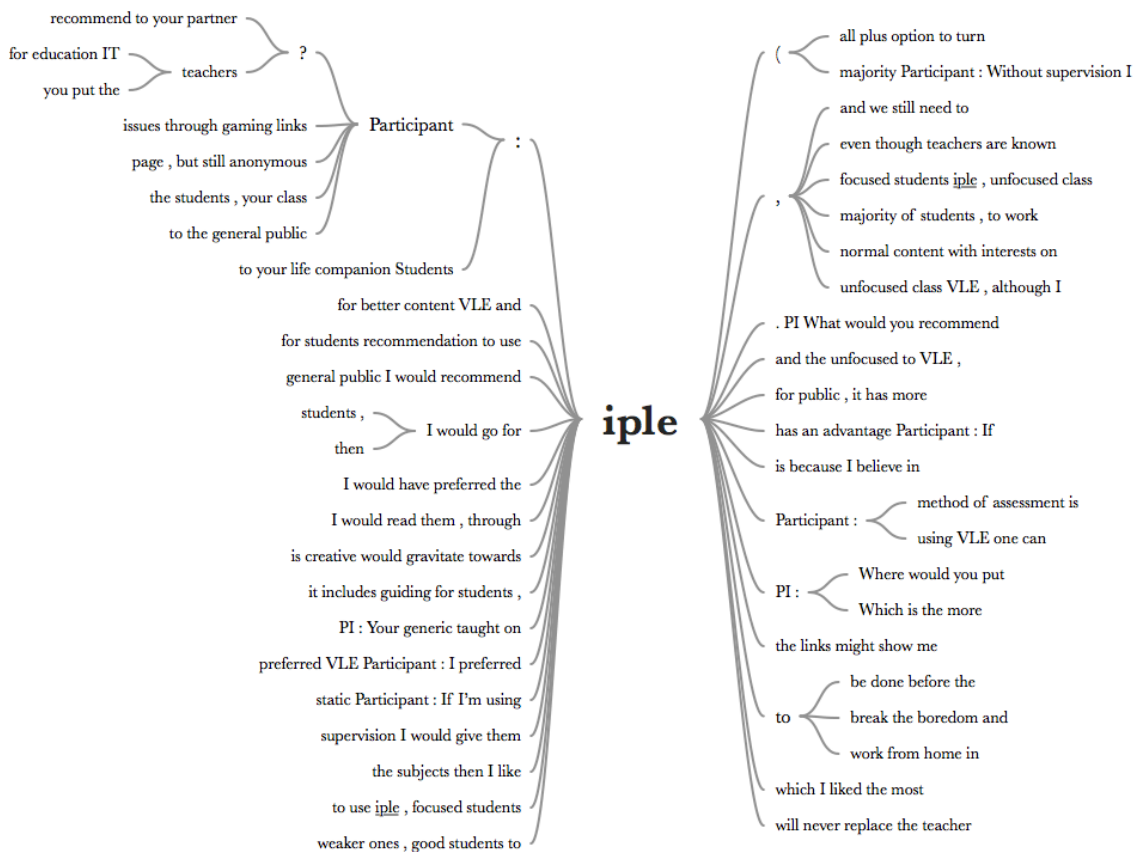 recommend to your partner
for education IT
you put the
teachers
?
issues through gaming links
page , but still anonymous
the students , your class
to the general public
Participant
to your life companion Students
:
for better content VLE and
for students recommendation to use
general public I would recommend
students ,
then
I would go for
I would have preferred the
I would read them , through
is creative would gravitate towards
it includes guiding for students ,
PI : Your generic taught on
preferred VLE Participant : I preferred
static Participant : If I'm using
supervision I would give them
the subjects then I like
to use iple , focused students
weaker ones , good students to
iple
(
all plus option to turn
majority Participant : Without supervision I
,
and we still need to
even though teachers are known
focused students iple , unfocused class
majority of students , to work
normal content with interests on
unfocused class VLE , although I
. PI What would you recommend
and the unfocused to VLE ,
for public , it has more
has an advantage Participant : If
is because I believe in
Participant :
method of assessment is
using VLE one can
PI :
Where would you put
Which is the more
the links might show me
to
be done before the
break the boredom and
work from home in
which I liked the most
will never replace the teacher